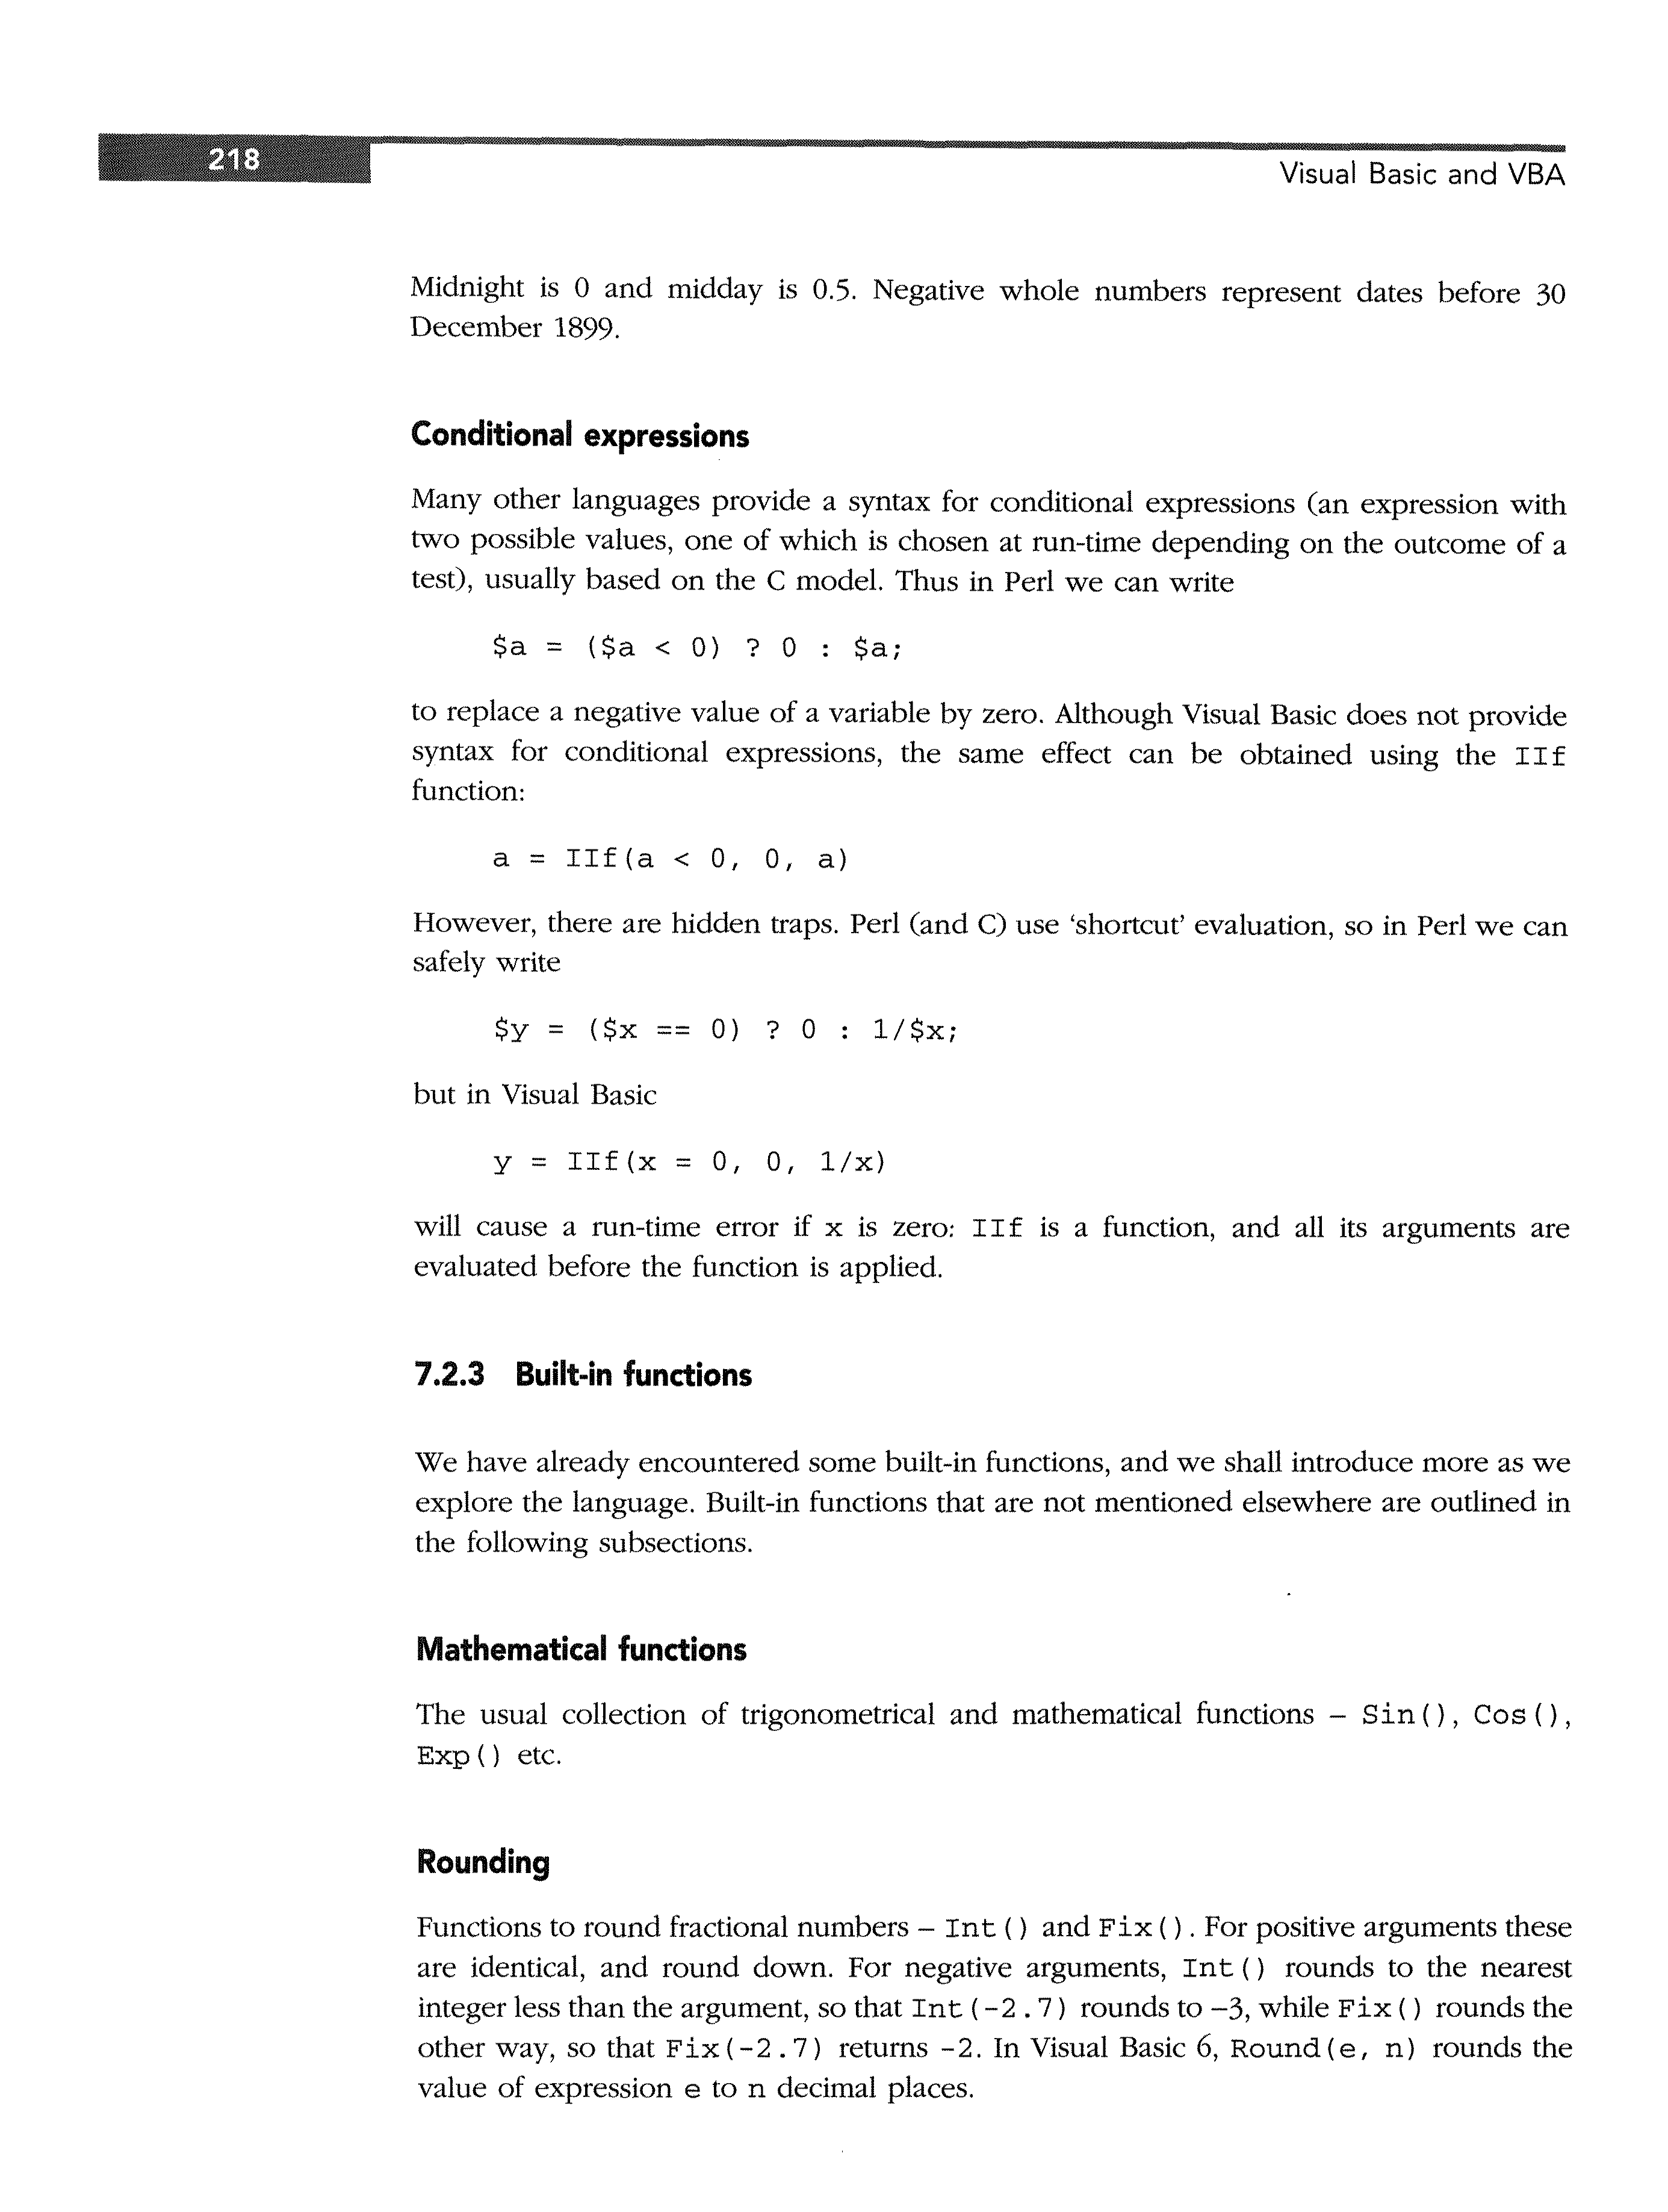 218
Visual Basic and VBA
Midnight is 0 and midday is 0.5. Negative whole numbers represent dates before 30
December 1899.
Conditional expressions
Many other languages provide a syntax for conditional expressions (an expression with
two possible values, one of which is chosen at run-time depending on the outcome of a
test), usually based on the C model. Thus in Perl we can write
$a = ($a < 0) ? 0 : $a;
to replace a negative value of a variable by zero. Although Visual Basic does not provide
syntax for conditional expressions, the same effect can be obtained using the IIf
function:
a = IIf(a < 0, 0, a)
However, there are hidden traps. Perl (and C) use ‘shortcut’ evaluation, so in Perl we can
safely write
$y = ($x == 0) ? 0 : 1/$x;
but in Visual Basic
y = IIf(x = 0, 0, 1/x)
will cause a run-time error if x is zero: IIf is a function, and all its arguments are
evaluated before the function is applied.
7.2.3 Built-in functions
We have already encountered some built-in functions, and we shall introduce more as we
explore the language. Built-in functions that are not mentioned elsewhere are outlined in
the following subsections.
Mathematical functions
The usual collection of trigonometrical and mathematical functions – Sin(), Cos(),
Exp() etc.
Rounding
Functions to round fractional numbers – Int() and Fix(). For positive arguments these
are identical, and round down. For negative arguments, Int() rounds to the nearest
integer less than the argument, so that Int(-2.7) rounds to –3, while Fix() rounds the
other way, so that Fix(-2.7) returns -2. In Visual Basic 6, Round(e, n) rounds the
value of expression e to n decimal places.